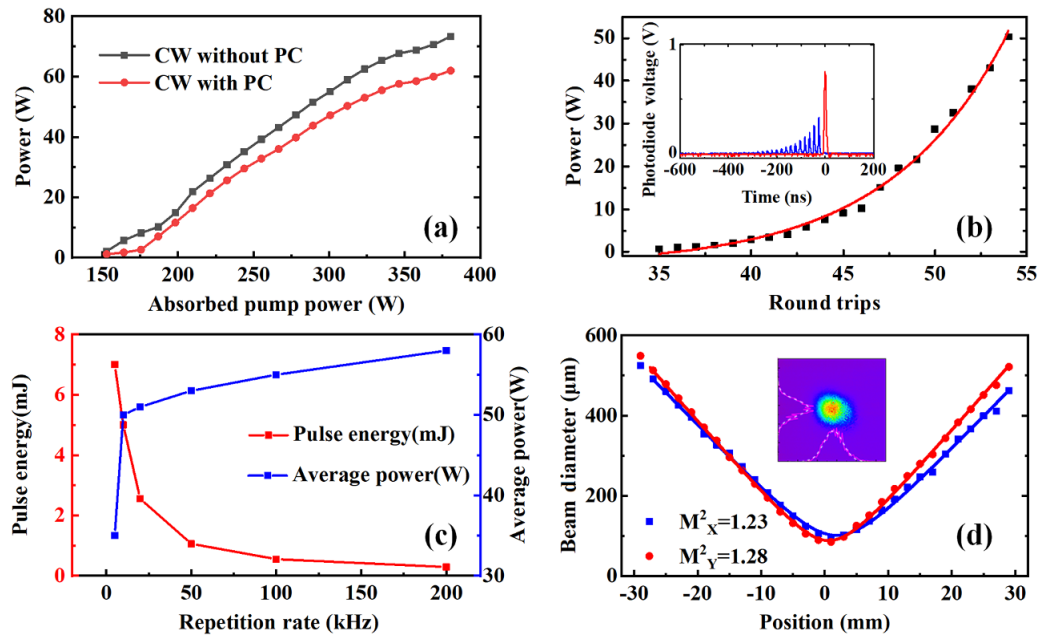 80
60
40
20
0
Power (W)
CW without PC
CW with PC
(a)
100
150
200
250
300
350
400
Absorbed pump power (W)
50
40
30
20
10
0
Power (W)
1
0
Photodiode voltage (V)
-600
-400
-200
0
200
Time (ns)
(b)
35
40
45
50
55
Round trips
8
7
6
5
4
3
2
1
0
Pulse energy(mJ)
60
50
40
30
Average power(W)
Pulse energy(mJ)
Average power(W)
(c)
0
50
100
150
200
Repetition rate (kHz)
600
400
200
0
Beam diameter (μm)
M²X=1.23
M²Y=1.28
(d)
-30
-20
-10
0
10
20
30
Position (mm)